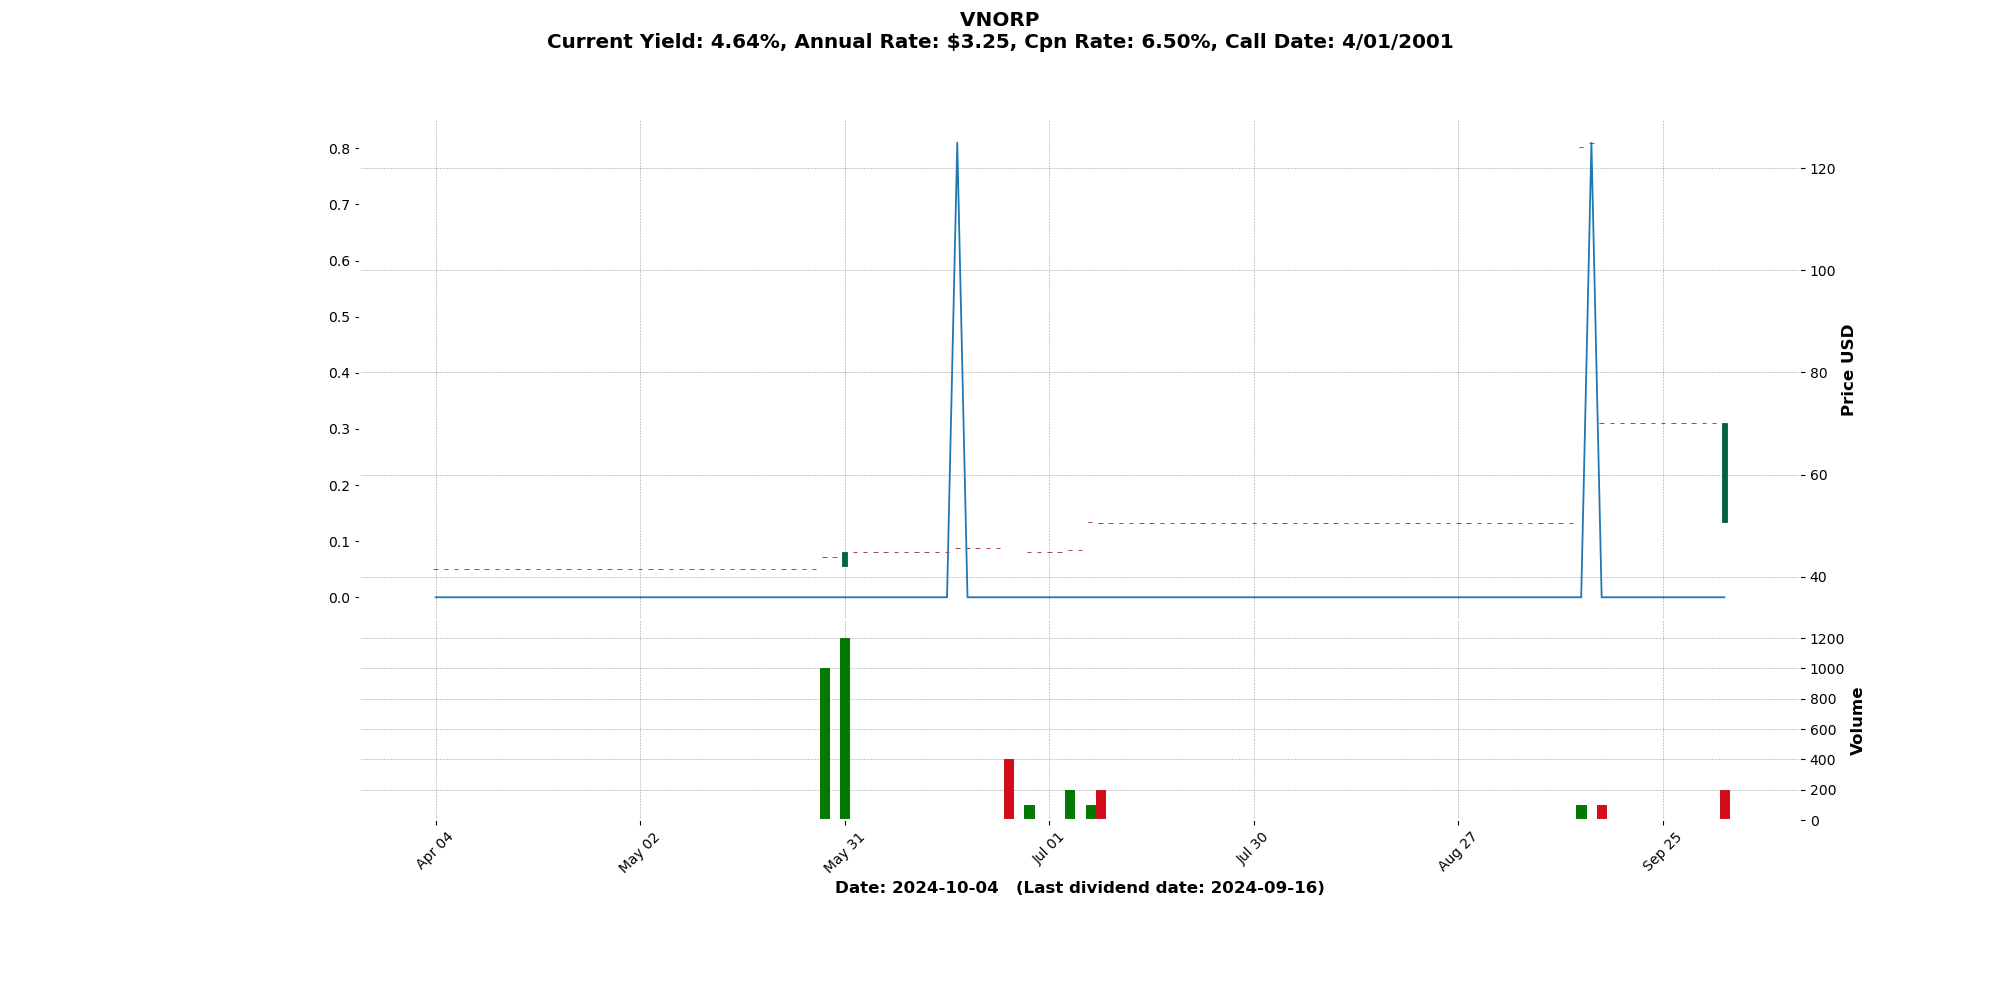 VNORP
Current Yield: 4.64%, Annual Rate: $3.25, Cpn Rate: 6.50%, Call Date: 4/01/2001
0.8
0.7
0.6
0.5
0.4
0.3
0.2
0.1
0.0
120
100
80
60
40
Price USD
1200
1000
800
600
400
200
0
Volume
Apr 04
May 02
May 31
Jul 01
Jul 30
Aug 27
Sep 25
Date: 2024-10-04 (Last dividend date: 2024-09-16)